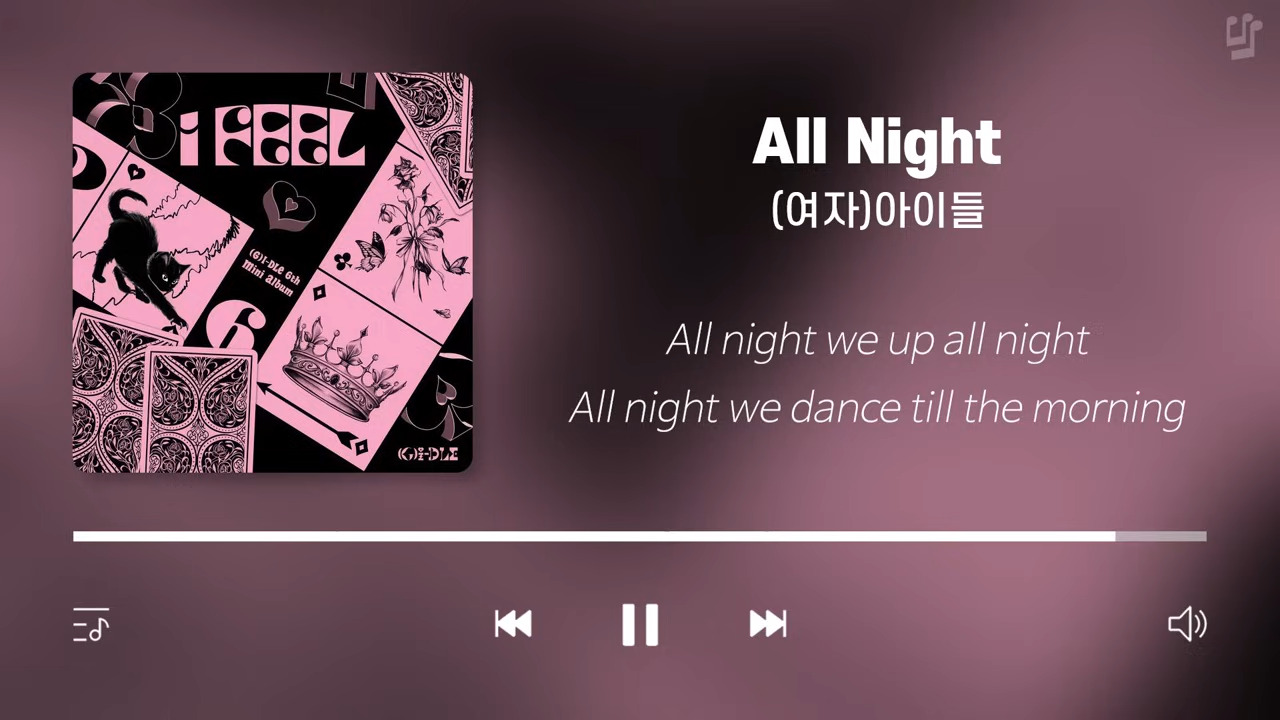 i FEEL
(G)I-DLE 6th
Mini Album
6
(G)I-DLE
All Night
(여자)아이들
All night we up all night
All night we dance till the morning